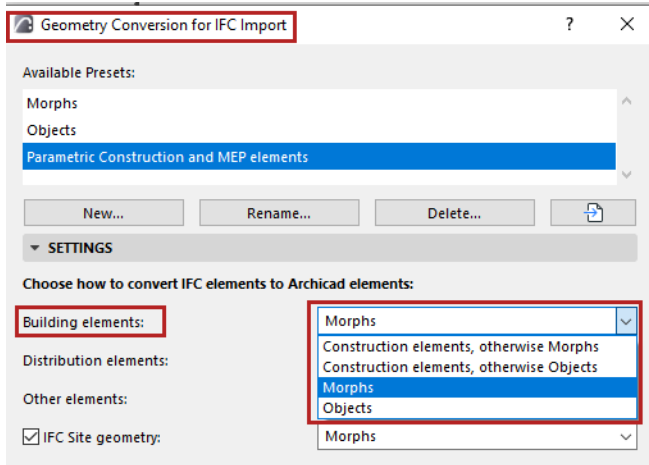 Geometry Conversion for IFC Import
?
Available Presets:
Morphs
Objects
Parametric Construction and MEP elements
New...
Rename...
Delete...
SETTINGS
Choose how to convert IFC elements to Archicad elements:
Building elements:
Morphs
Construction elements, otherwise Morphs
Construction elements, otherwise Objects
Distribution elements:
Morphs
Other elements:
Objects
IFC Site geometry:
Morphs